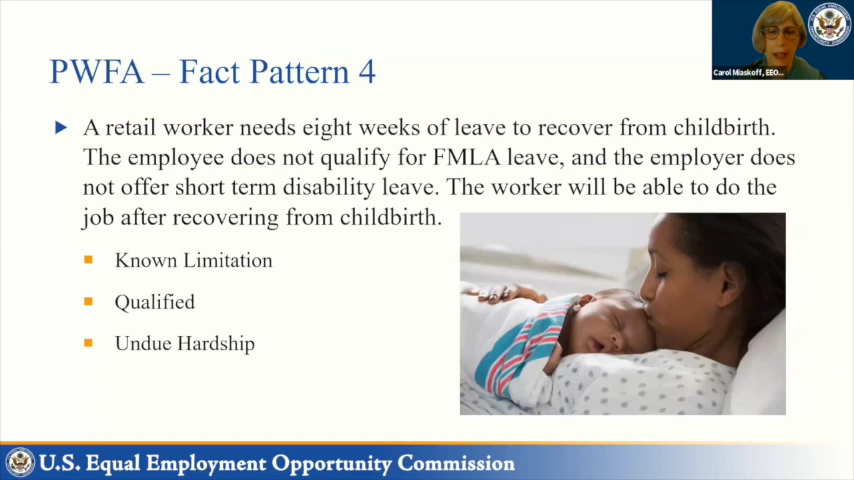 Carol Miaskoff, EEO...
PWFA – Fact Pattern 4
A retail worker needs eight weeks of leave to recover from childbirth.
The employee does not qualify for FMLA leave, and the employer does
not offer short term disability leave. The worker will be able to do the
job after recovering from childbirth.
Known Limitation
Qualified
Undue Hardship
U.S. Equal Employment Opportunity Commission